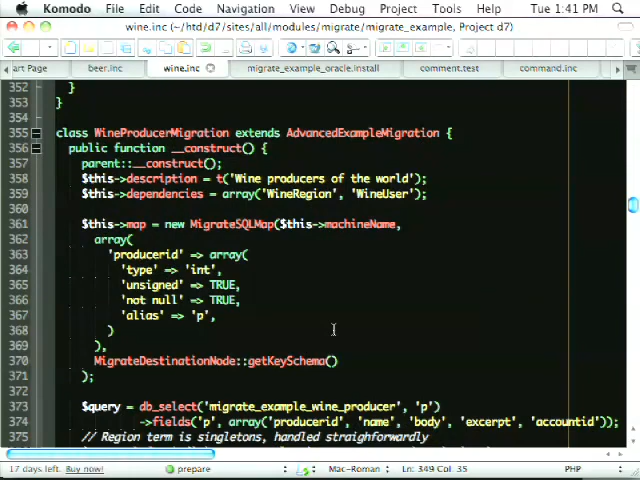 Komodo File Edit Code Navigation View Debug Project Tools Help Tue 1:41 PM
wine.inc (~/htd/d7/sites/all/modules/migrate/migrate_example, Project d7)
art Page beer.inc wine.inc migrate_example_oracle.install comment.test command.inc
352 }
353 }
354
355 class WineProducerMigration extends AdvancedExampleMigration {
356 public function __construct() {
357 parent::__construct();
358 $this->description = t('Wine producers of the world');
359 $this->dependencies = array('WineRegion', 'WineUser');
360
361 $this->map = new MigrateSQLMap($this->machineName,
362 array(
363 'producerid' => array(
364 'type' => 'int',
365 'unsigned' => TRUE,
366 'not null' => TRUE,
367 'alias' => 'p',
368 )
369 ),
370 MigrateDestinationNode::getKeySchema()
371 );
372
373 $query = db_select('migrate_example_wine_producer', 'p')
374 ->fields('p', array('producerid', 'name', 'body', 'excerpt', 'accountid'));
375 // Region term is singletons, handled straighforwardly
17 days left. Buy now! prepare Mac-Roman Ln: 349 Col: 35 PHP